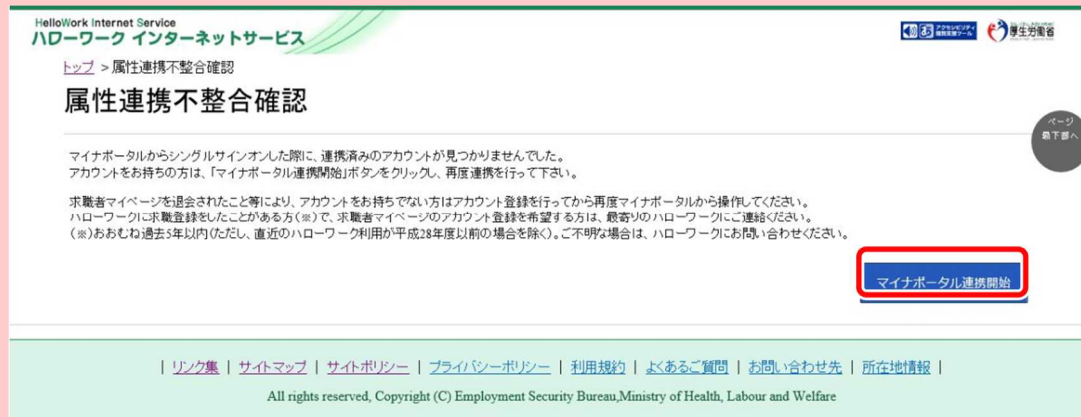 HelloWork Internet Service
ハローワーク インターネットサービス
厚生労働省
トップ > 属性連携不整合確認
属性連携不整合確認
ページ
最下部へ
マイナポータルからシングルサインオンした際に、連携済みのアカウントが見つかりませんでした。
アカウントをお持ちの方は、「マイナポータル連携開始」ボタンをクリックし、再度連携を行って下さい。
求職者マイページを退会されたこと等により、アカウントをお持ちでない方はアカウント登録を行ってから再度マイナポータルから操作してください。
ハローワークに求職登録をしたことがある方(※)で、求職者マイページのアカウント登録を希望する方は、最寄りのハローワークにご連絡ください。
(※)おおむね過去5年以内(ただし、直近のハローワーク利用が平成28年度以前の場合を除く)。ご不明な場合は、ハローワークにお問い合わせください。
マイナポータル連携開始
| リンク集 | サイトマップ | サイトポリシー | プライバシーポリシー | 利用規約 | よくあるご質問 | お問い合わせ先 | 所在地情報 |
All rights reserved, Copyright (C) Employment Security Bureau,Ministry of Health, Labour and Welfare